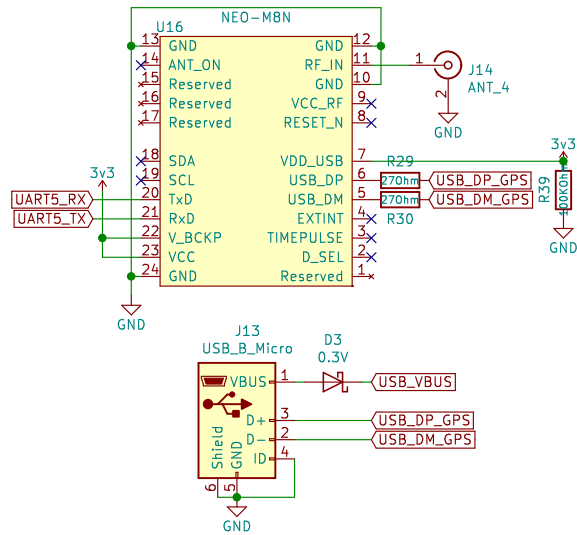 NEO-M8N
U16
13 GND GND 12
14 ANT_ON RF_IN 11 1 J14
15 Reserved GND 10 ANT_4
16 Reserved VCC_RF 9 2
17 Reserved RESET_N 8 GND
3v3
18 SDA VDD_USB 7 R29
3v3 19 SCL USB_DP 6 27Ohm USB_DP_GPS R39 100KOhm
UART5_RX 20 TxD USB_DM 5 27Ohm USB_DM_GPS
UART5_TX 21 RxD EXTINT 4 R30
22 V_BCKP TIMEPULSE 3 GND
23 VCC D_SEL 2
24 GND Reserved 1
GND
J13
USB_B_Micro
D3
0.3V
VBUS 1 USB_VBUS
D+ 3 USB_DP_GPS
D- 2 USB_DM_GPS
ID 4
Shield GND
6 5
GND